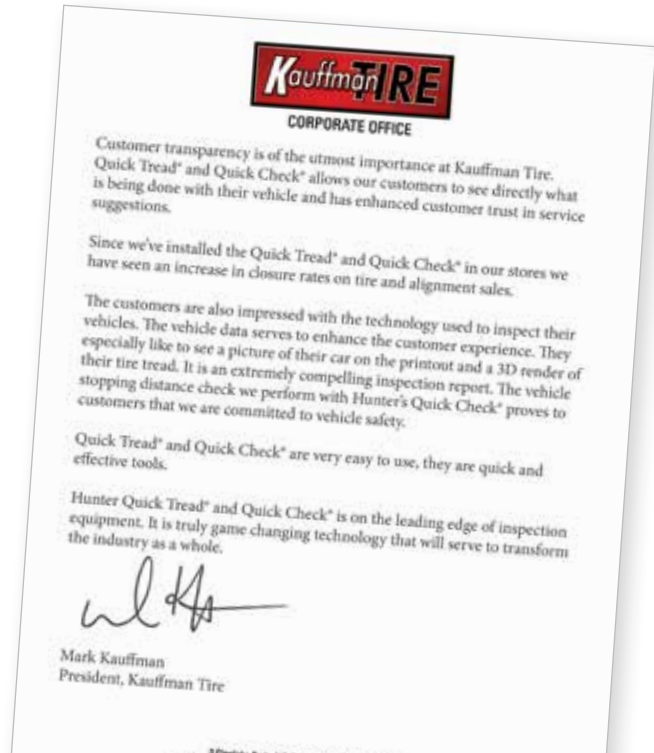 Kauffman TIRE
CORPORATE OFFICE
Customer transparency is of the utmost importance at Kauffman Tire.
Quick Tread® and Quick Check® allows our customers to see directly what
is being done with their vehicle and has enhanced customer trust in service
suggestions.
Since we've installed the Quick Tread® and Quick Check® in our stores we
have seen an increase in closure rates on tire and alignment sales.
The customers are also impressed with the technology used to inspect their
vehicles. The vehicle data serves to enhance the customer experience. They
especially like to see a picture of their car on the printout and a 3D render of
their tire tread. It is an extremely compelling inspection report. The vehicle
stopping distance check we perform with Hunter's Quick Check® proves to
customers that we are committed to vehicle safety.
Quick Tread® and Quick Check® are very easy to use, they are quick and
effective tools.
Hunter Quick Tread® and Quick Check® is on the leading edge of inspection
equipment. It is truly game changing technology that will serve to transform
the industry as a whole.
Mark Kauffman
President, Kauffman Tire